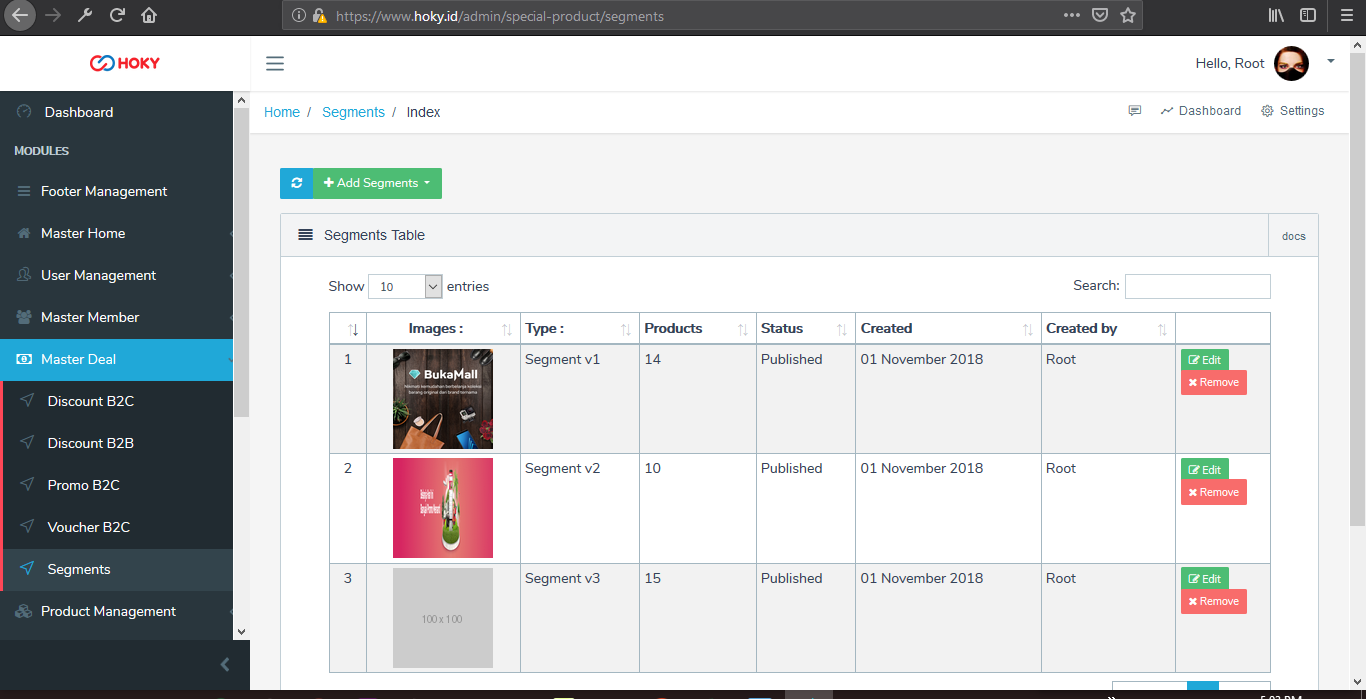 https://www.hoky.id/admin/special-product/segments
HOKY
Hello, Root
Dashboard
MODULES
Footer Management
Master Home
User Management
Master Member
Master Deal
Discount B2C
Discount B2B
Promo B2C
Voucher B2C
Segments
Product Management
Home / Segments / Index
Dashboard Settings
Add Segments
Segments Table
docs
Show 10 entries
Search:
Images : Type : Products Status Created Created by
1 BukaMall Segment v1 14 Published 01 November 2018 Root Edit
Remove
2 Segment v2 10 Published 01 November 2018 Root Edit
Remove
3 100 x 100 Segment v3 15 Published 01 November 2018 Root Edit
Remove